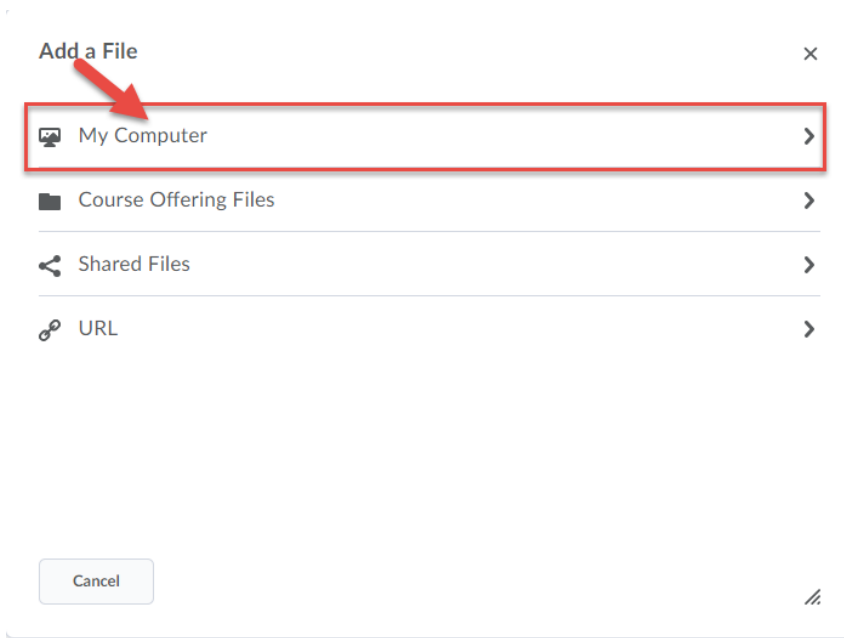 Add a File
My Computer
Course Offering Files
Shared Files
URL
Cancel